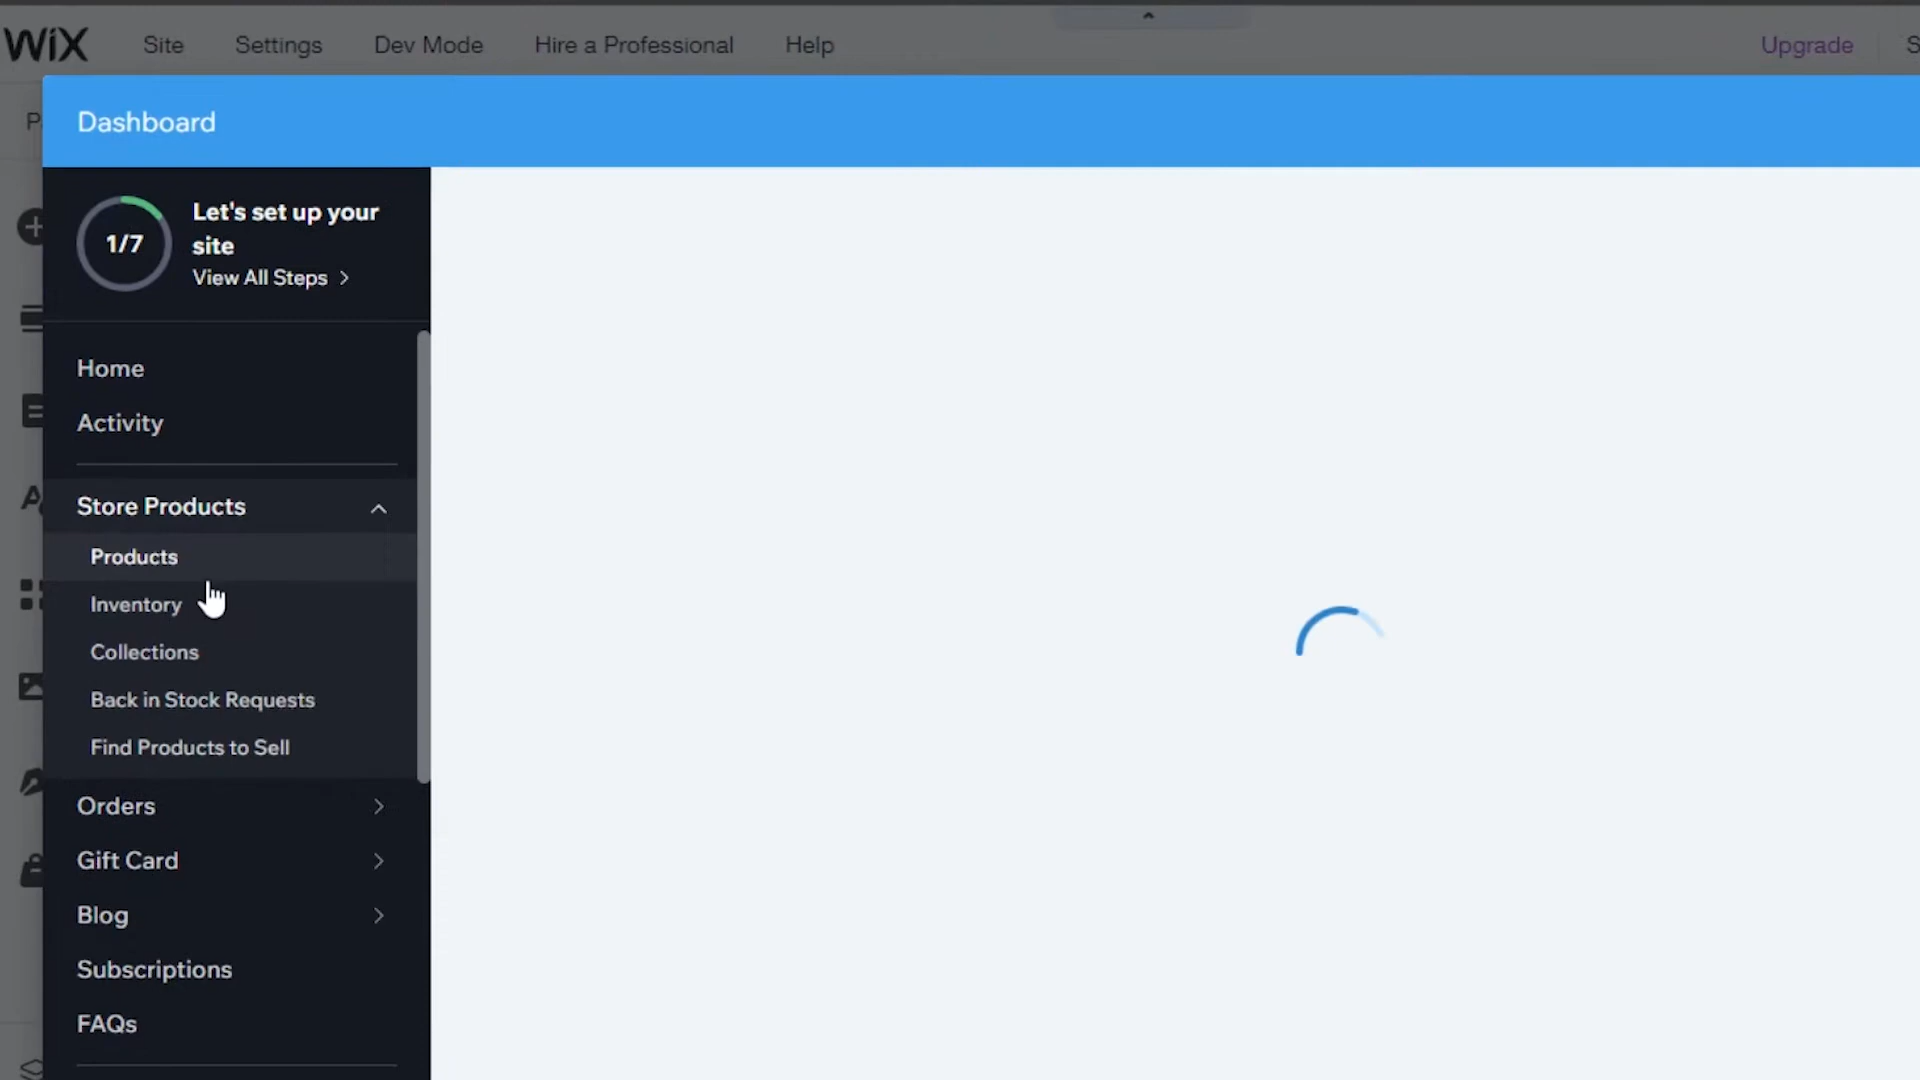 WiX Site Settings Dev Mode Hire a Professional Help Upgrade S
P
Dashboard
1/7
Let's set up your
site
View All Steps
Home
Activity
Store Products
Products
Inventory
Collections
Back in Stock Requests
Find Products to Sell
Orders
Gift Card
Blog
Subscriptions
FAQs